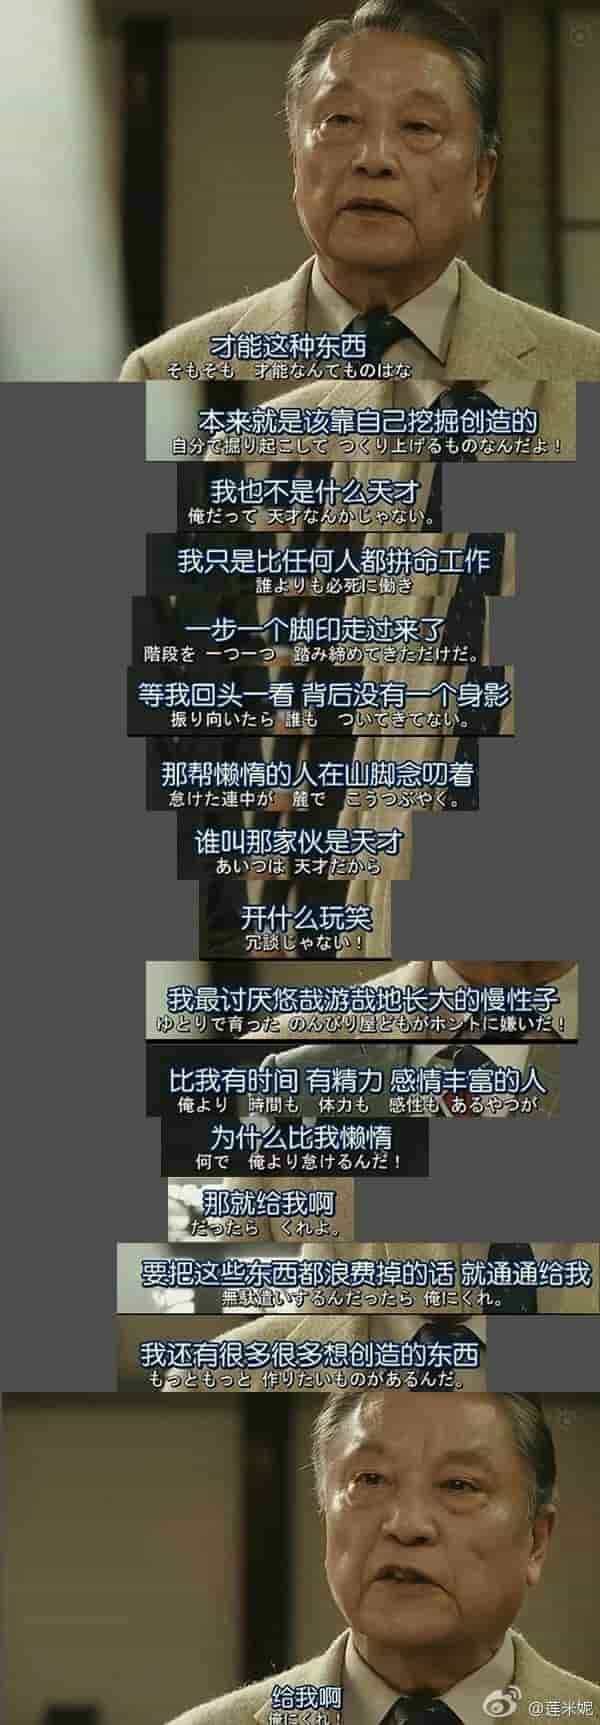 才能这种东西
そもそも 才能なんてものはな
本来就是该靠自己挖掘创造的
自分で掘り起こして つくり上げるものなんだよ！
我也不是什么天才
俺だって 天才なんかじゃない。
我只是比任何人都拼命工作
誰よりも必死に働き
一步一个脚印走过来了
階段を 一つ一つ 踏み締めてきただけだ。
等我回头一看 背后没有一个身影
振り向いたら 誰も ついてきてない。
那帮懒惰的人在山脚念叨着
怠けた連中が 麓で こうつぶやく。
谁叫那家伙是天才
あいつは 天才だから
开什么玩笑
冗談じゃない！
我最讨厌悠哉游哉地长大的慢性子
ゆとりで育った のんびり屋どもがホントに嫌いだ！
比我有时间 有精力 感情丰富的人
俺より 時間も 体力も 感性も あるやつが
为什么比我懒惰
何で 俺より怠けるんだ！
那就给我啊
だったら くれよ。
要把这些东西都浪费掉的话 就通通给我
無駄遣いするんだったら 俺にくれ。
我还有很多很多想创造的东西
もっともっと 作りたいものがあるんだ。
给我啊
俺にくれ！
@莲米妮